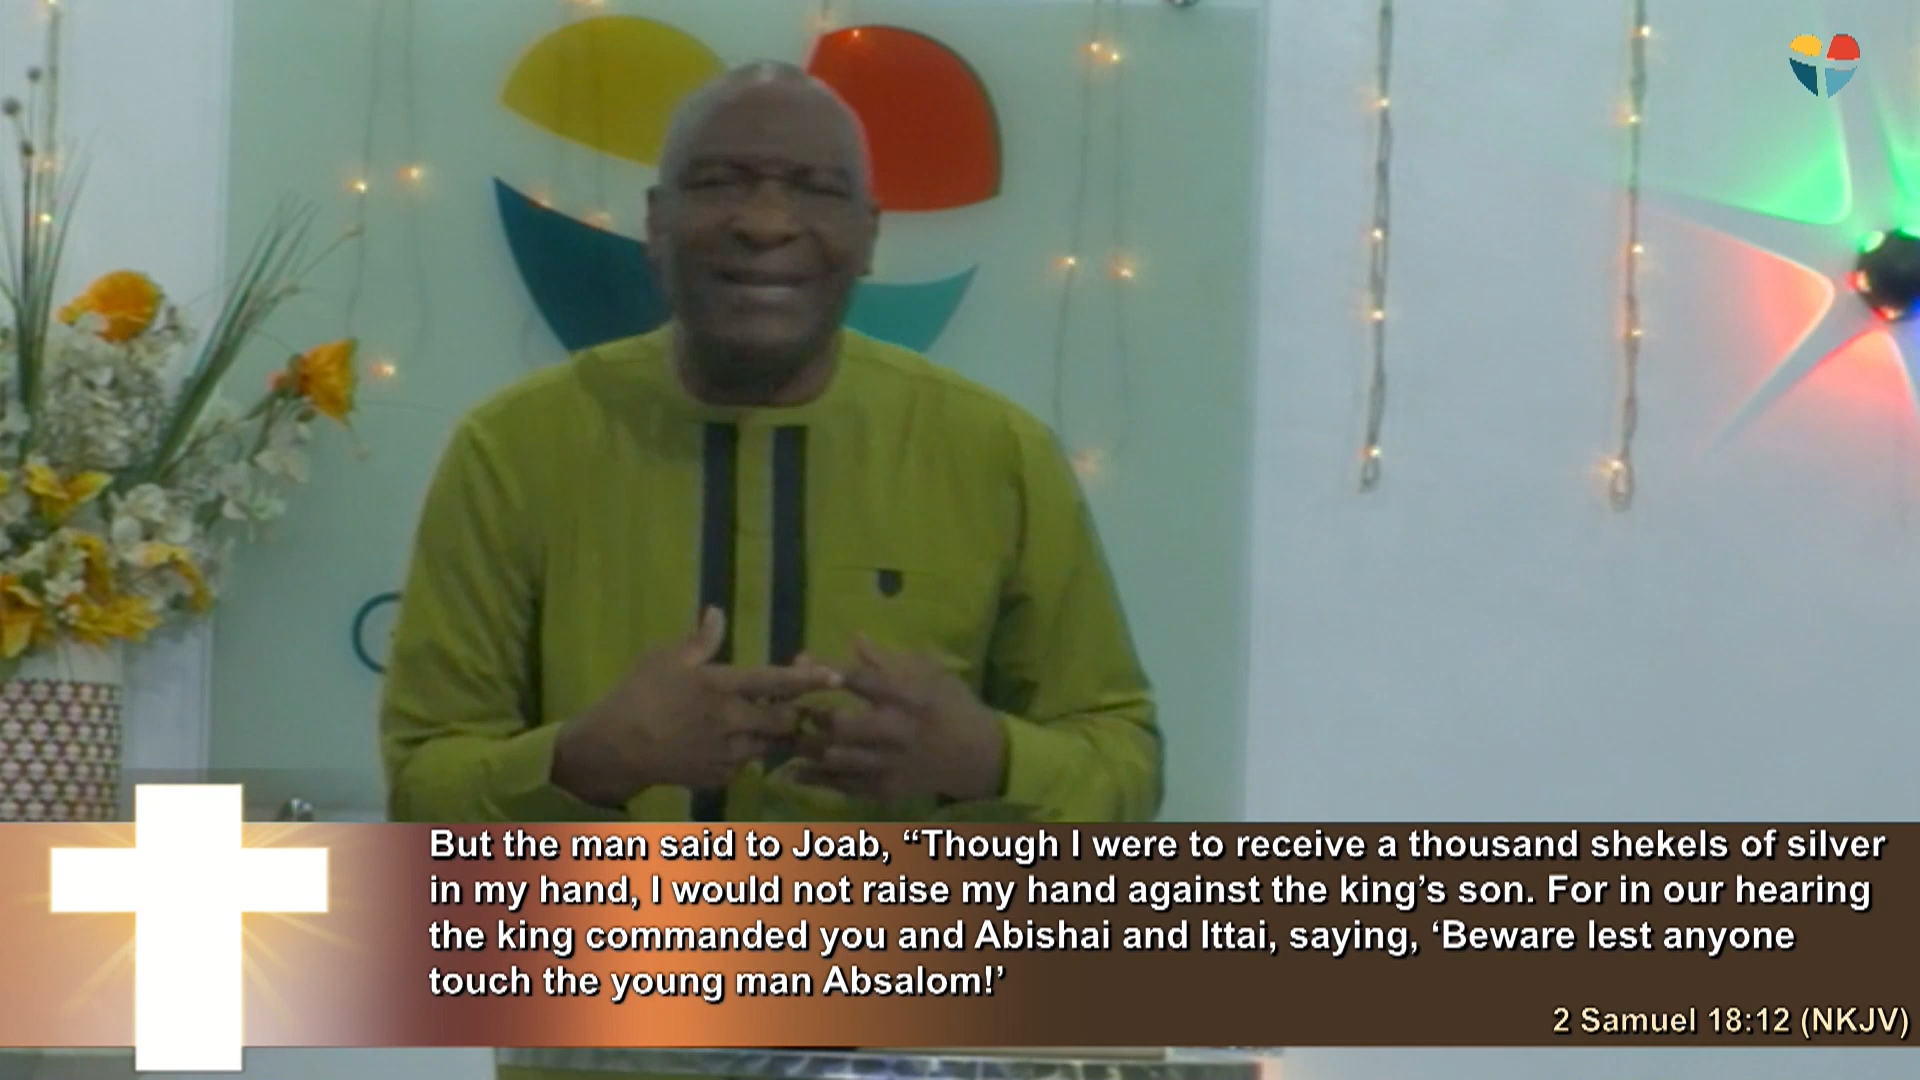 But the man said to Joab, “Though I were to receive a thousand shekels of silver
in my hand, I would not raise my hand against the king’s son. For in our hearing
the king commanded you and Abishai and Ittai, saying, ‘Beware lest anyone
touch the young man Absalom!’
2 Samuel 18:12 (NKJV)